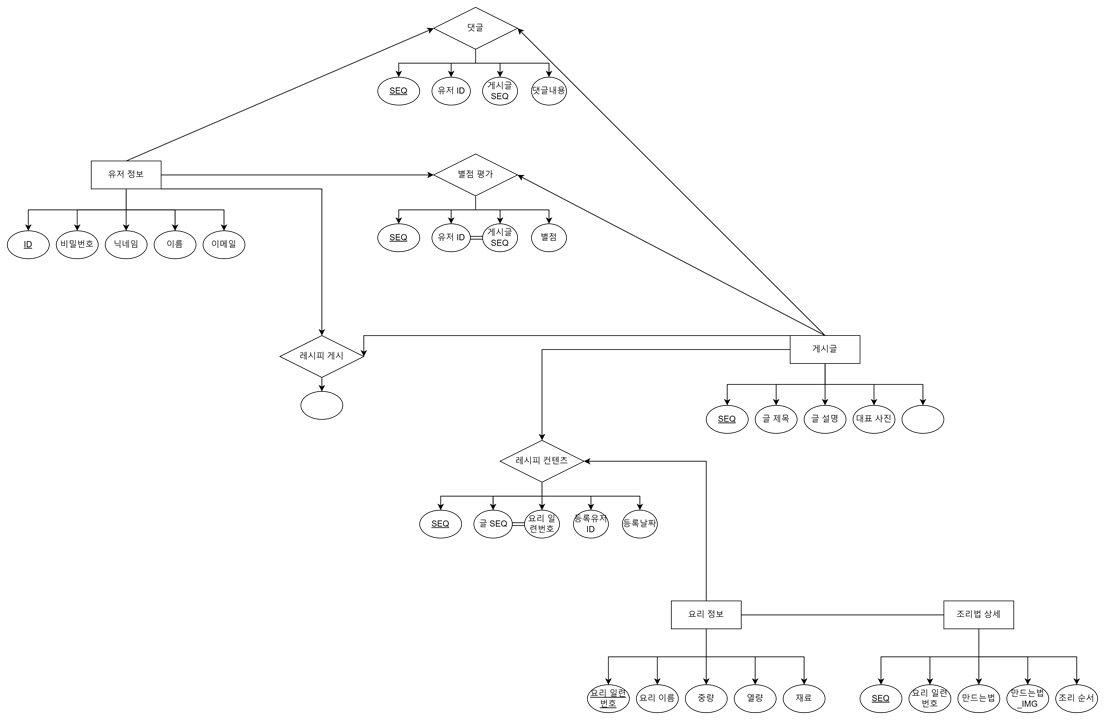 댓글
SEQ
유저 ID
게시글
SEQ
댓글내용
유저 정보
ID
비밀번호
닉네임
이름
이메일
별점 평가
SEQ
유저 ID
게시글
SEQ
별점
레시피 게시
게시글
SEQ
글 제목
글 설명
대표 사진
레시피 컨텐츠
SEQ
글 SEQ
요리 일
련번호
등록유저
ID
등록날짜
요리 정보
요리 일련
번호
요리 이름
중량
열량
재료
조리법 상세
SEQ
요리 일련
번호
만드는법
만드는법
_IMG
조리 순서